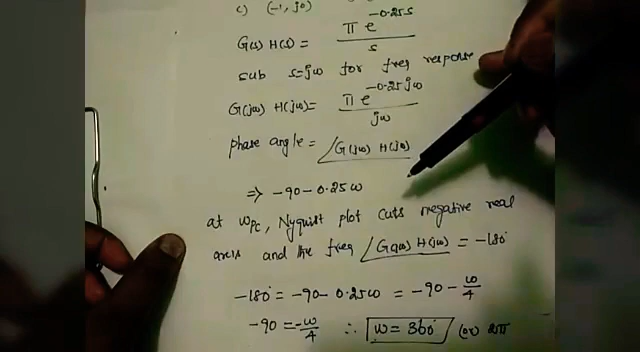 c) (-1, j0)
G(s) H(s) = π e^-0.25s / s
sub s=jω for freq response
G(jω) H(jω) = π e^-0.25jω / jω
phase angle = ∠G(jω) H(jω)
⇒ -90 - 0.25ω
at ωpc, Nyquist plot cuts negative real
axis and the freq ∠G(jω) H(jω) = -180°
-180° = -90 - 0.25ω = -90 - ω/4
-90 = -ω/4 ∴ ω = 360° (or) 2π